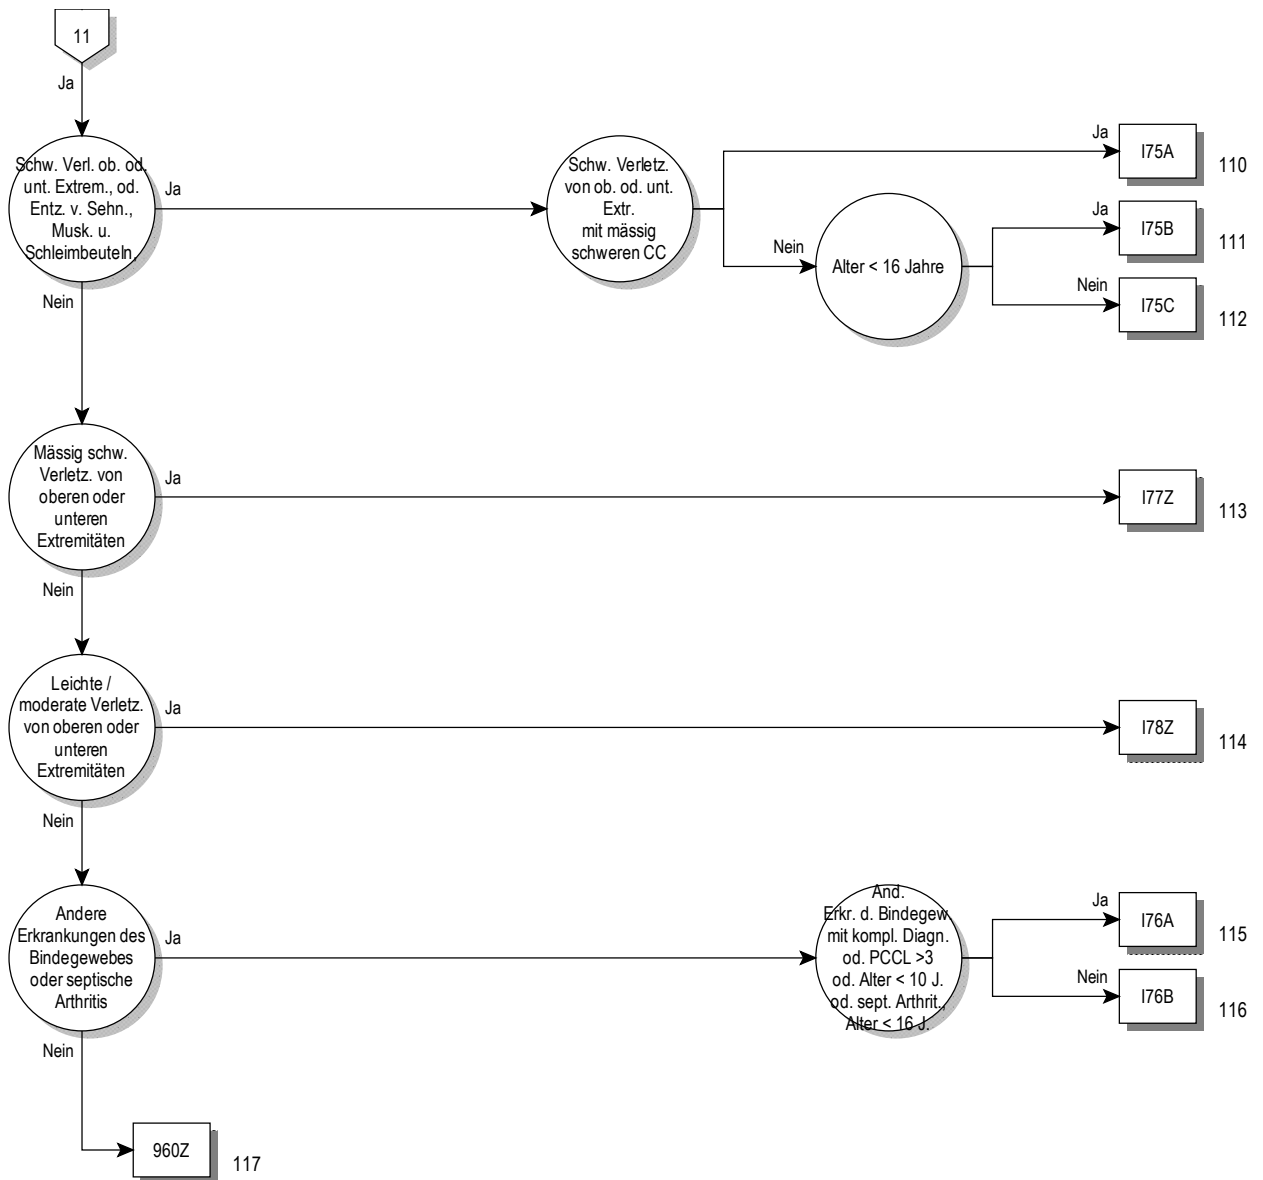 11
Ja
Schw. Verl. ob. od.
unt. Extrem., od.
Entz. v. Sehn.,
Musk. u.
Schleimbeuteln,
Ja
Schw. Verletz.
von ob. od. unt.
Extr.
mit mässig
schweren CC
Ja
I75A
110
Nein
Alter < 16 Jahre
Ja
I75B
111
Nein
I75C
112
Nein
Mässig schw.
Verletz. von
oberen oder
unteren
Extremitäten
Ja
I77Z
113
Nein
Leichte /
moderate Verletz.
von oberen oder
unteren
Extremitäten
Ja
I78Z
114
Nein
Andere
Erkrankungen des
Bindegewebes
oder septische
Arthritis
Ja
And.
Erkr. d. Bindegew.
mit kompl. Diagn.
od. PCCL >3
od. Alter < 10 J.
od. sept. Arthrit.,
Alter < 16 J.
Ja
I76A
115
Nein
I76B
116
Nein
960Z
117